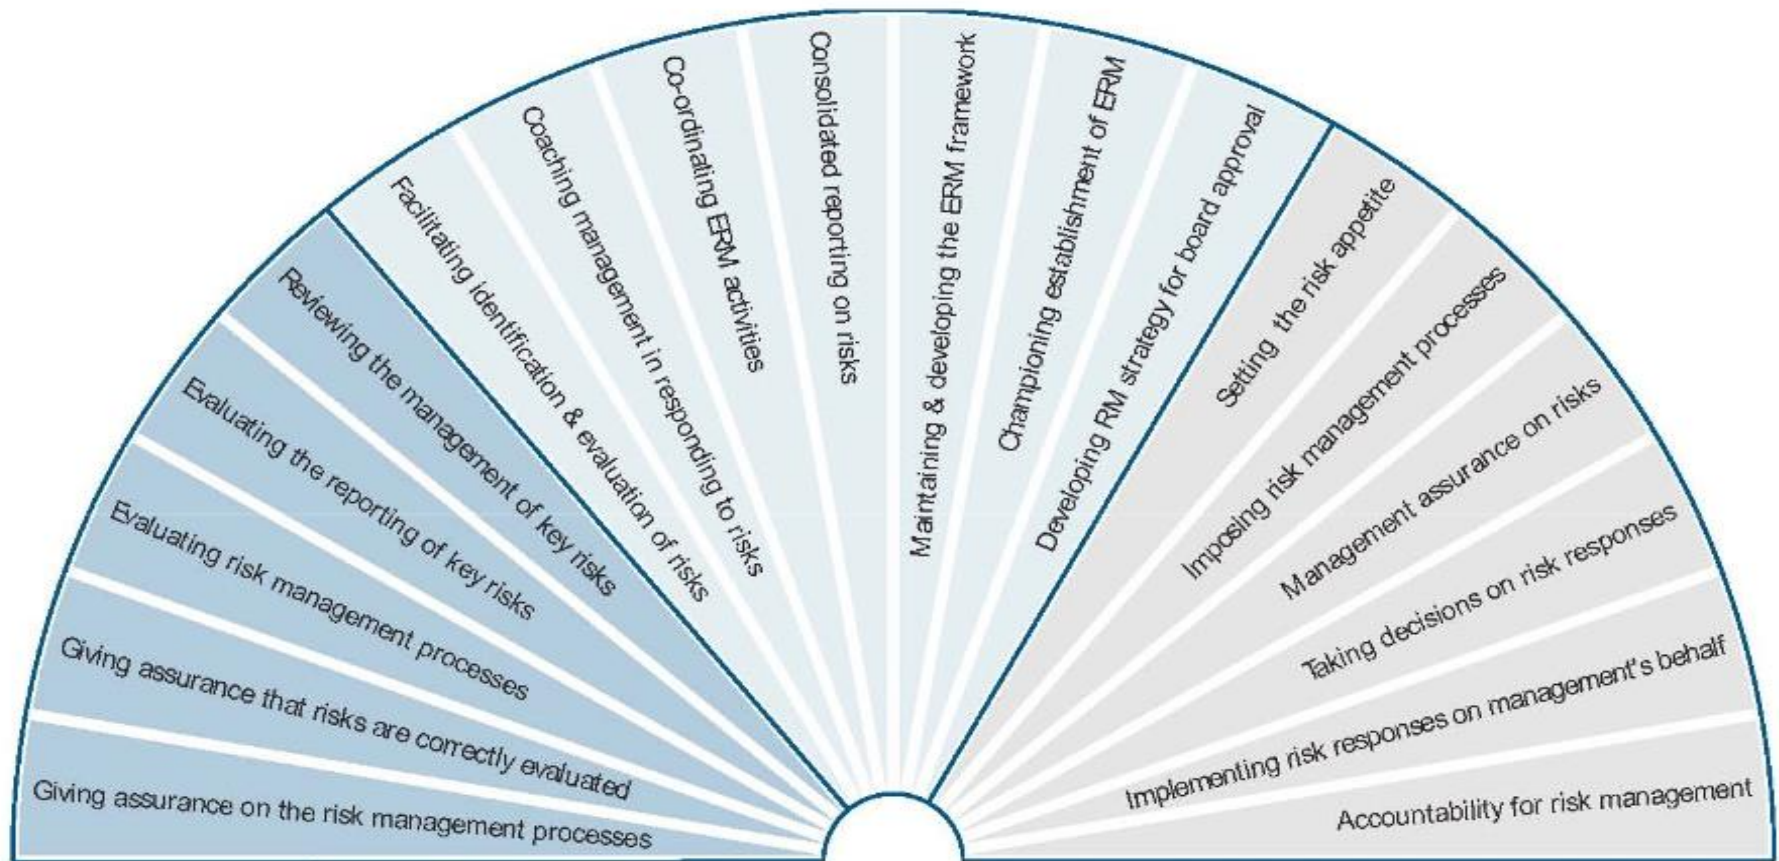 Giving assurance on the risk management processes
Giving assurance that risks are correctly evaluated
Evaluating risk management processes
Evaluating the reporting of key risks
Reviewing the management of key risks
Facilitating identification & evaluation of risks
Coaching management in responding to risks
Co-ordinating ERM activities
Consolidated reporting on risks
Maintaining & developing the ERM framework
Championing establishment of ERM
Developing RM strategy for board approval
Setting the risk appetite
Imposing risk management processes
Management assurance on risks
Taking decisions on risk responses
Implementing risk responses on management's behalf
Accountability for risk management